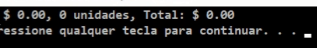 $ 0.00, 0 unidades, Total: $ 0.00
ressione qualquer tecla para continuar. . .